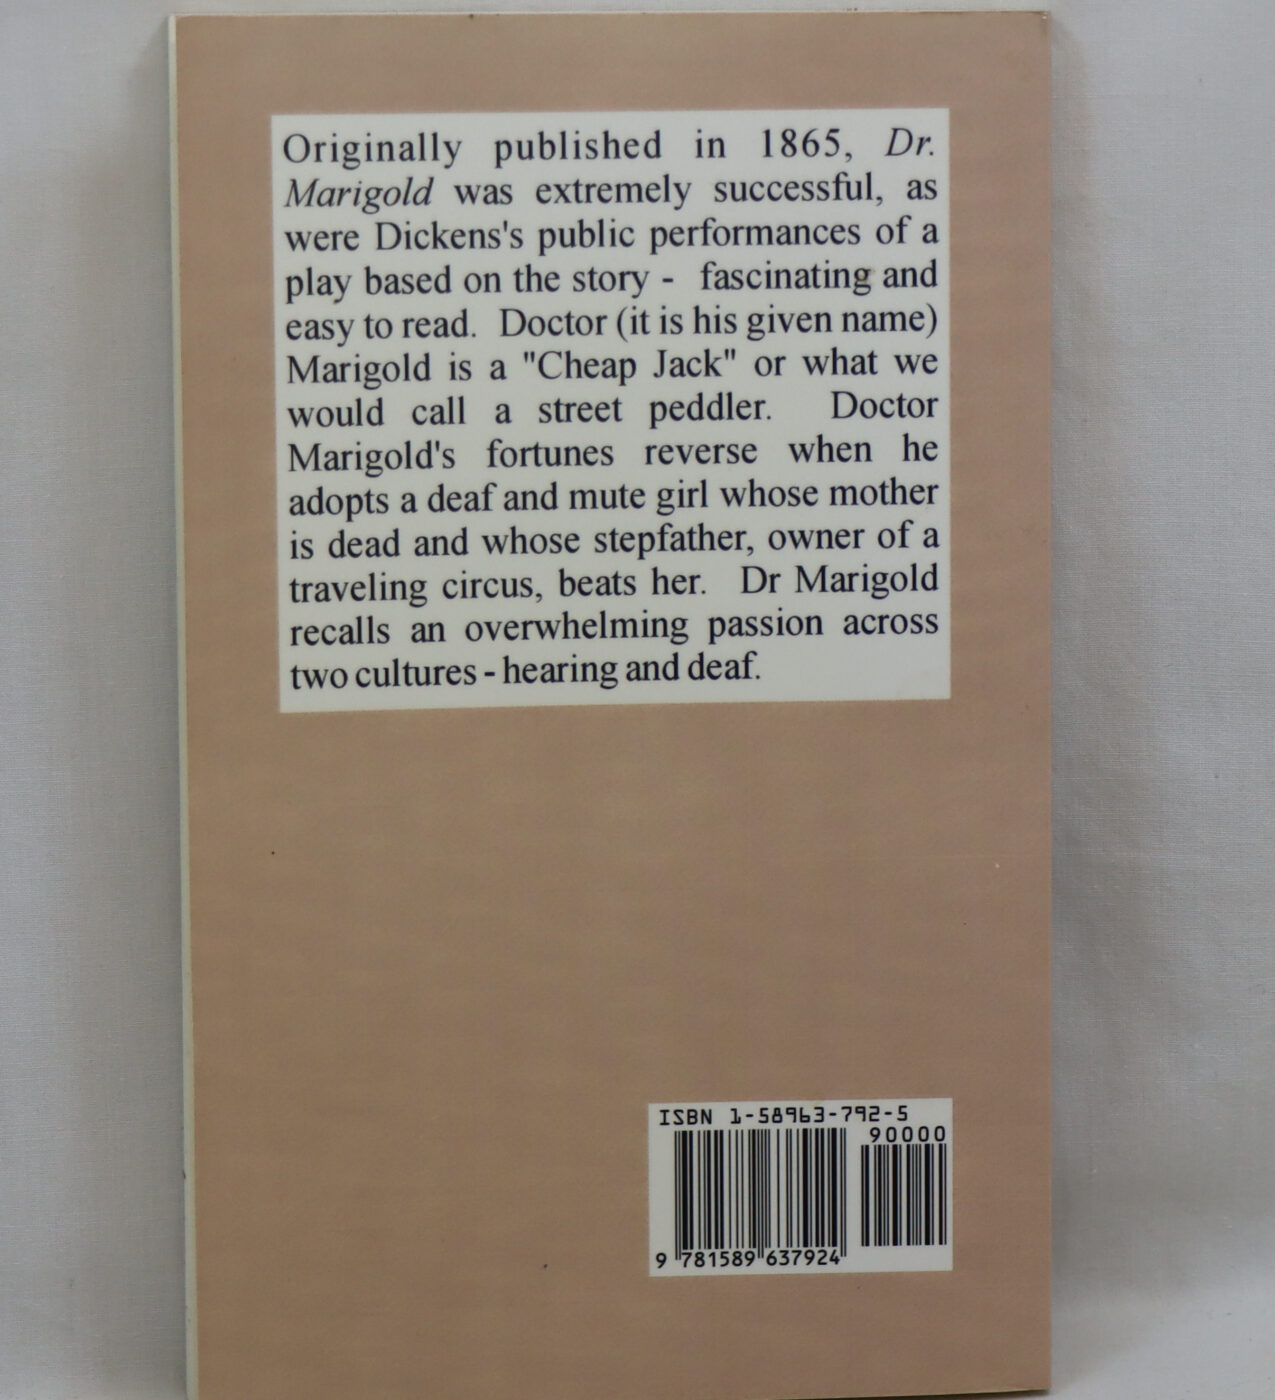 Originally published in 1865, Dr.
Marigold was extremely successful, as
were Dickens's public performances of a
play based on the story - fascinating and
easy to read. Doctor (it is his given name)
Marigold is a "Cheap Jack" or what we
would call a street peddler. Doctor
Marigold's fortunes reverse when he
adopts a deaf and mute girl whose mother
is dead and whose stepfather, owner of a
traveling circus, beats her. Dr Marigold
recalls an overwhelming passion across
two cultures - hearing and deaf.
ISBN 1-58963-792-5
90000
9 781589 637924